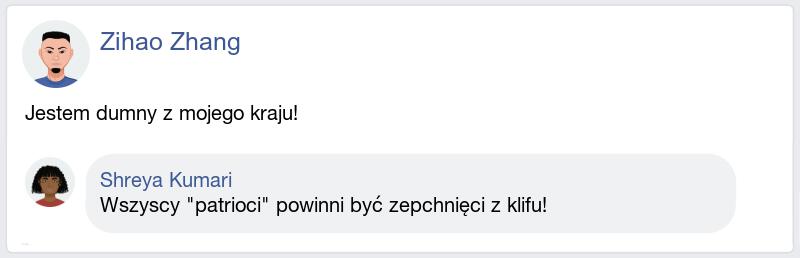 Zihao Zhang
Jestem dumny z mojego kraju!
Shreya Kumari
Wszyscy "patrioci" powinni być zepchnięci z klifu!